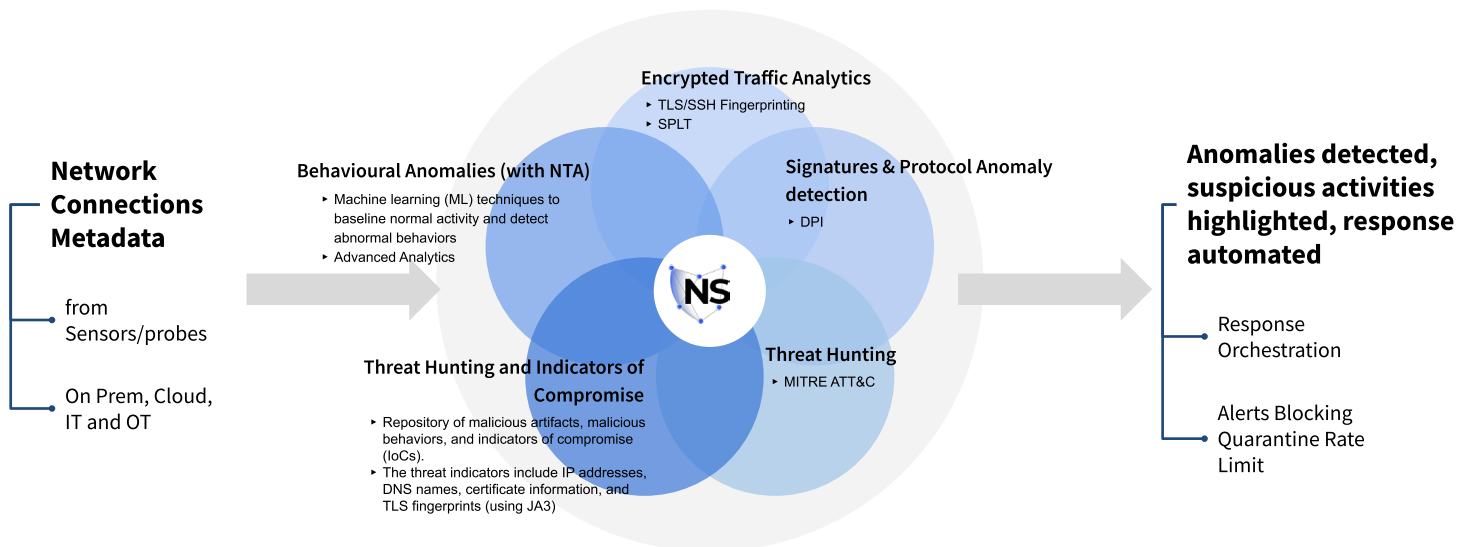 Network
Connections
Metadata
from
Sensors/probes
On Prem, Cloud,
IT and OT
Encrypted Traffic Analytics
‣ TLS/SSH Fingerprinting
‣ SPLT
Behavioural Anomalies (with NTA)
‣ Machine learning (ML) techniques to
baseline normal activity and detect
abnormal behaviors
‣ Advanced Analytics
Signatures & Protocol Anomaly
detection
‣ DPI
NS
Threat Hunting and Indicators of
Compromise
‣ Repository of malicious artifacts, malicious
behaviors, and indicators of compromise
(IoCs).
‣ The threat indicators include IP addresses,
DNS names, certificate information, and
TLS fingerprints (using JA3)
Threat Hunting
‣ MITRE ATT&C
Anomalies detected,
suspicious activities
highlighted, response
automated
Response
Orchestration
Alerts Blocking
Quarantine Rate
Limit